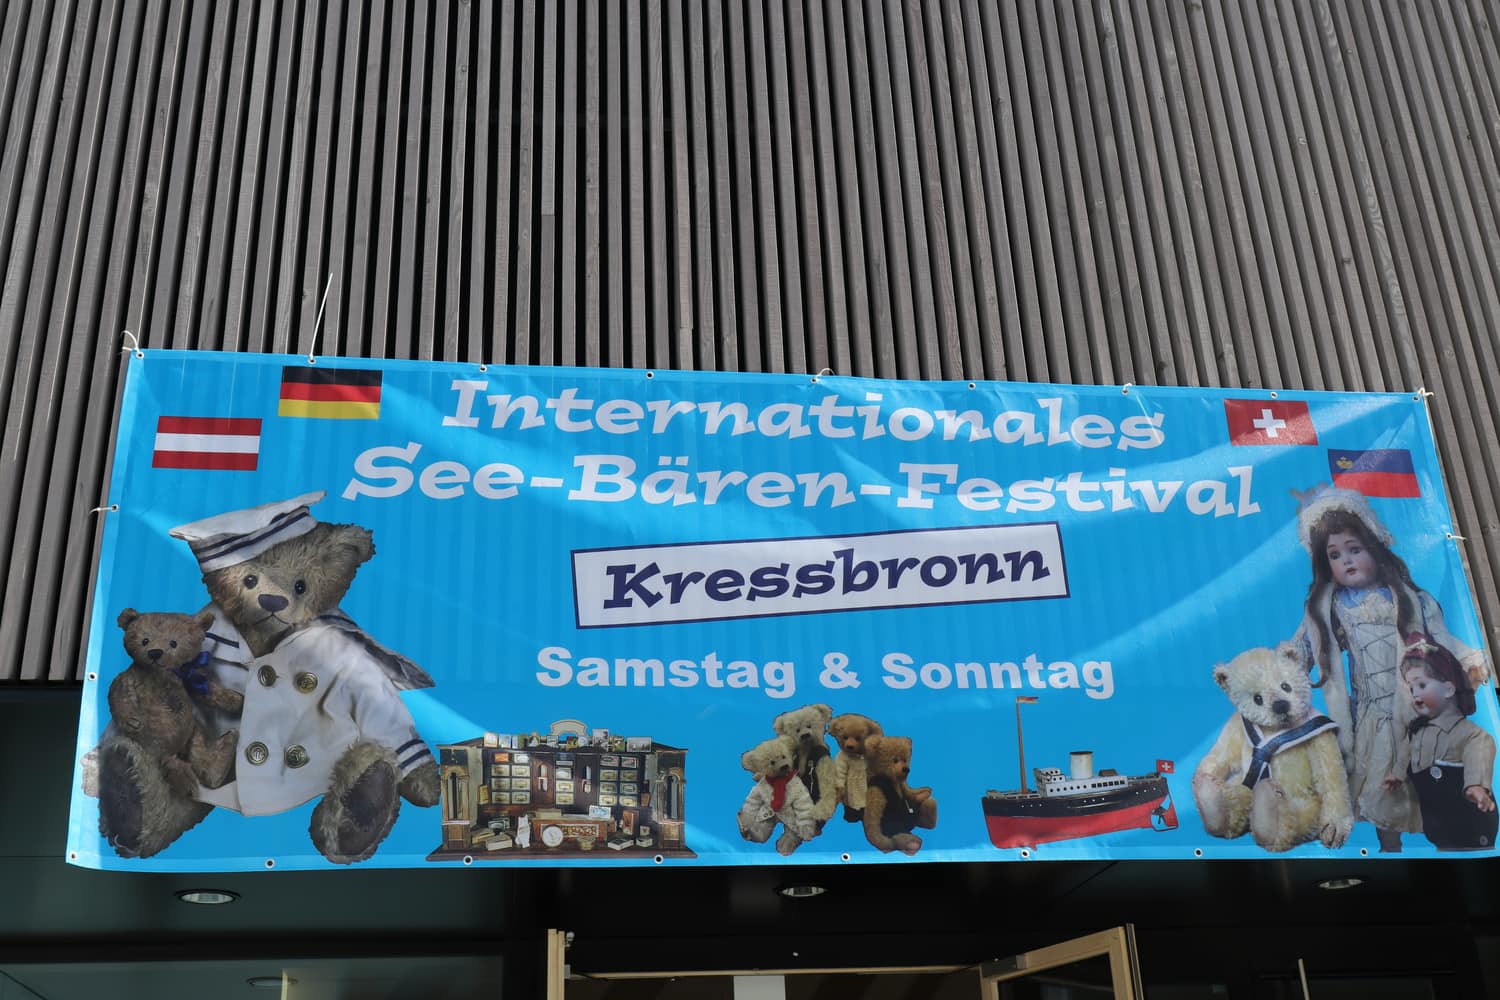 Internationales
See-Bären-Festival
Kressbronn
Samstag & Sonntag